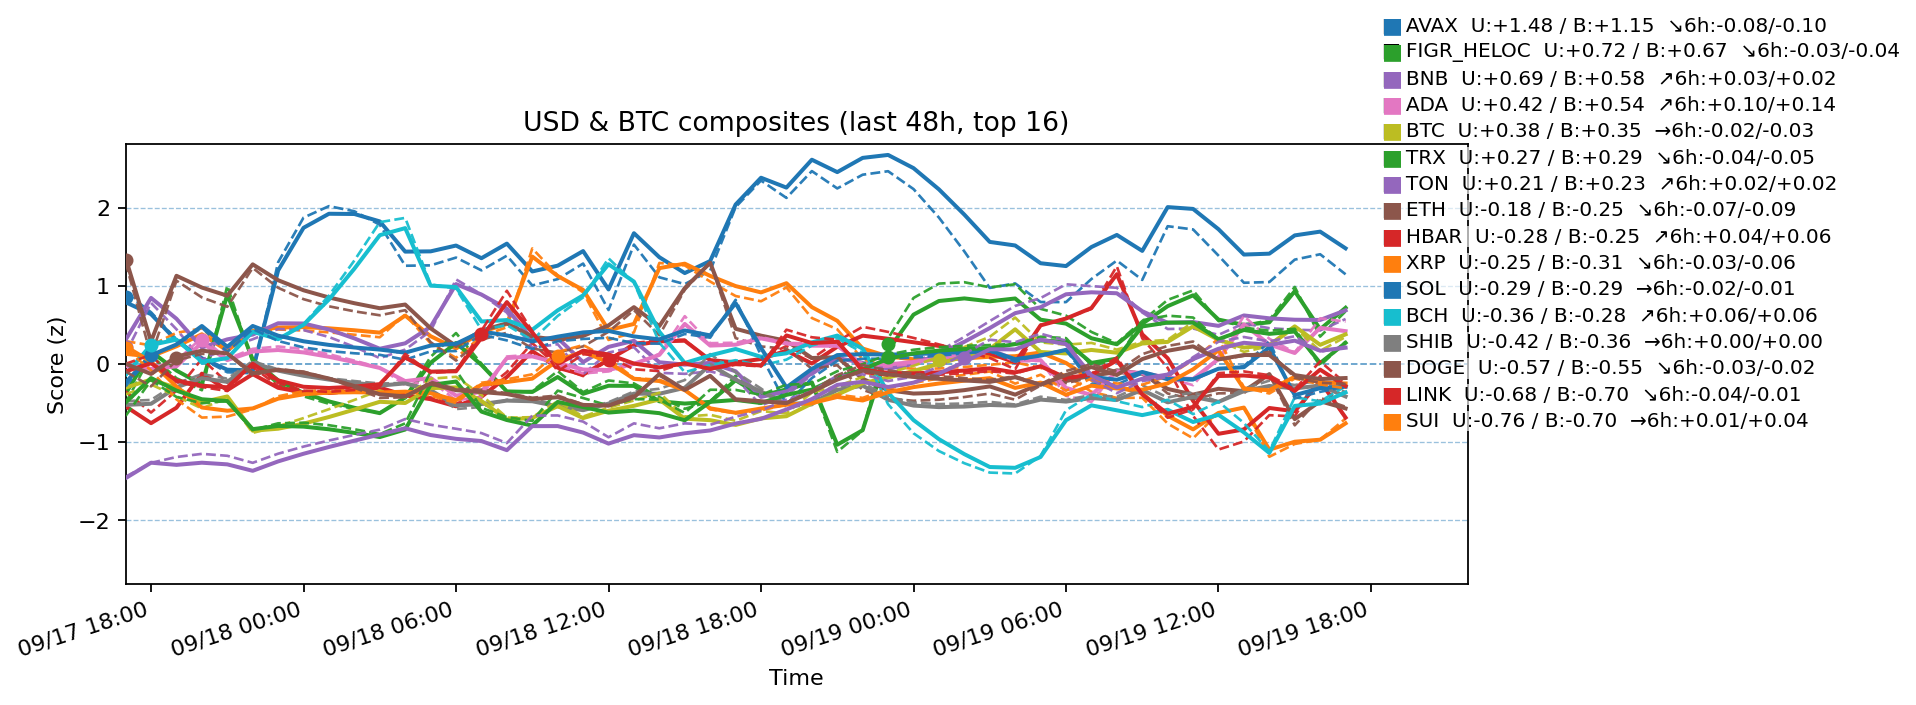 AVAX  U:+1.48 / B:+1.15  ↘6h:-0.08/-0.10
FIGR_HELOC  U:+0.72 / B:+0.67  ↘6h:-0.03/-0.04
BNB  U:+0.69 / B:+0.58  ↗6h:+0.03/+0.02
ADA  U:+0.42 / B:+0.54  ↗6h:+0.10/+0.14
BTC  U:+0.38 / B:+0.35  →6h:-0.02/-0.03
TRX  U:+0.27 / B:+0.29  ↘6h:-0.04/-0.05
TON  U:+0.21 / B:+0.23  ↗6h:+0.02/+0.02
ETH  U:-0.18 / B:-0.25  ↘6h:-0.07/-0.09
HBAR  U:-0.28 / B:-0.25  ↗6h:+0.04/+0.06
XRP  U:-0.25 / B:-0.31  ↘6h:-0.03/-0.06
SOL  U:-0.29 / B:-0.29  →6h:-0.02/-0.01
BCH  U:-0.36 / B:-0.28  ↗6h:+0.06/+0.06
SHIB  U:-0.42 / B:-0.36  →6h:+0.00/+0.00
DOGE  U:-0.57 / B:-0.55  ↘6h:-0.03/-0.02
LINK  U:-0.68 / B:-0.70  ↘6h:-0.04/-0.01
SUI  U:-0.76 / B:-0.70  →6h:+0.01/+0.04
USD & BTC composites (last 48h, top 16)
Score (z)
2
1
0
−1
−2
09/17 18:00
09/18 00:00
09/18 06:00
09/18 12:00
09/18 18:00
09/19 00:00
09/19 06:00
09/19 12:00
09/19 18:00
Time